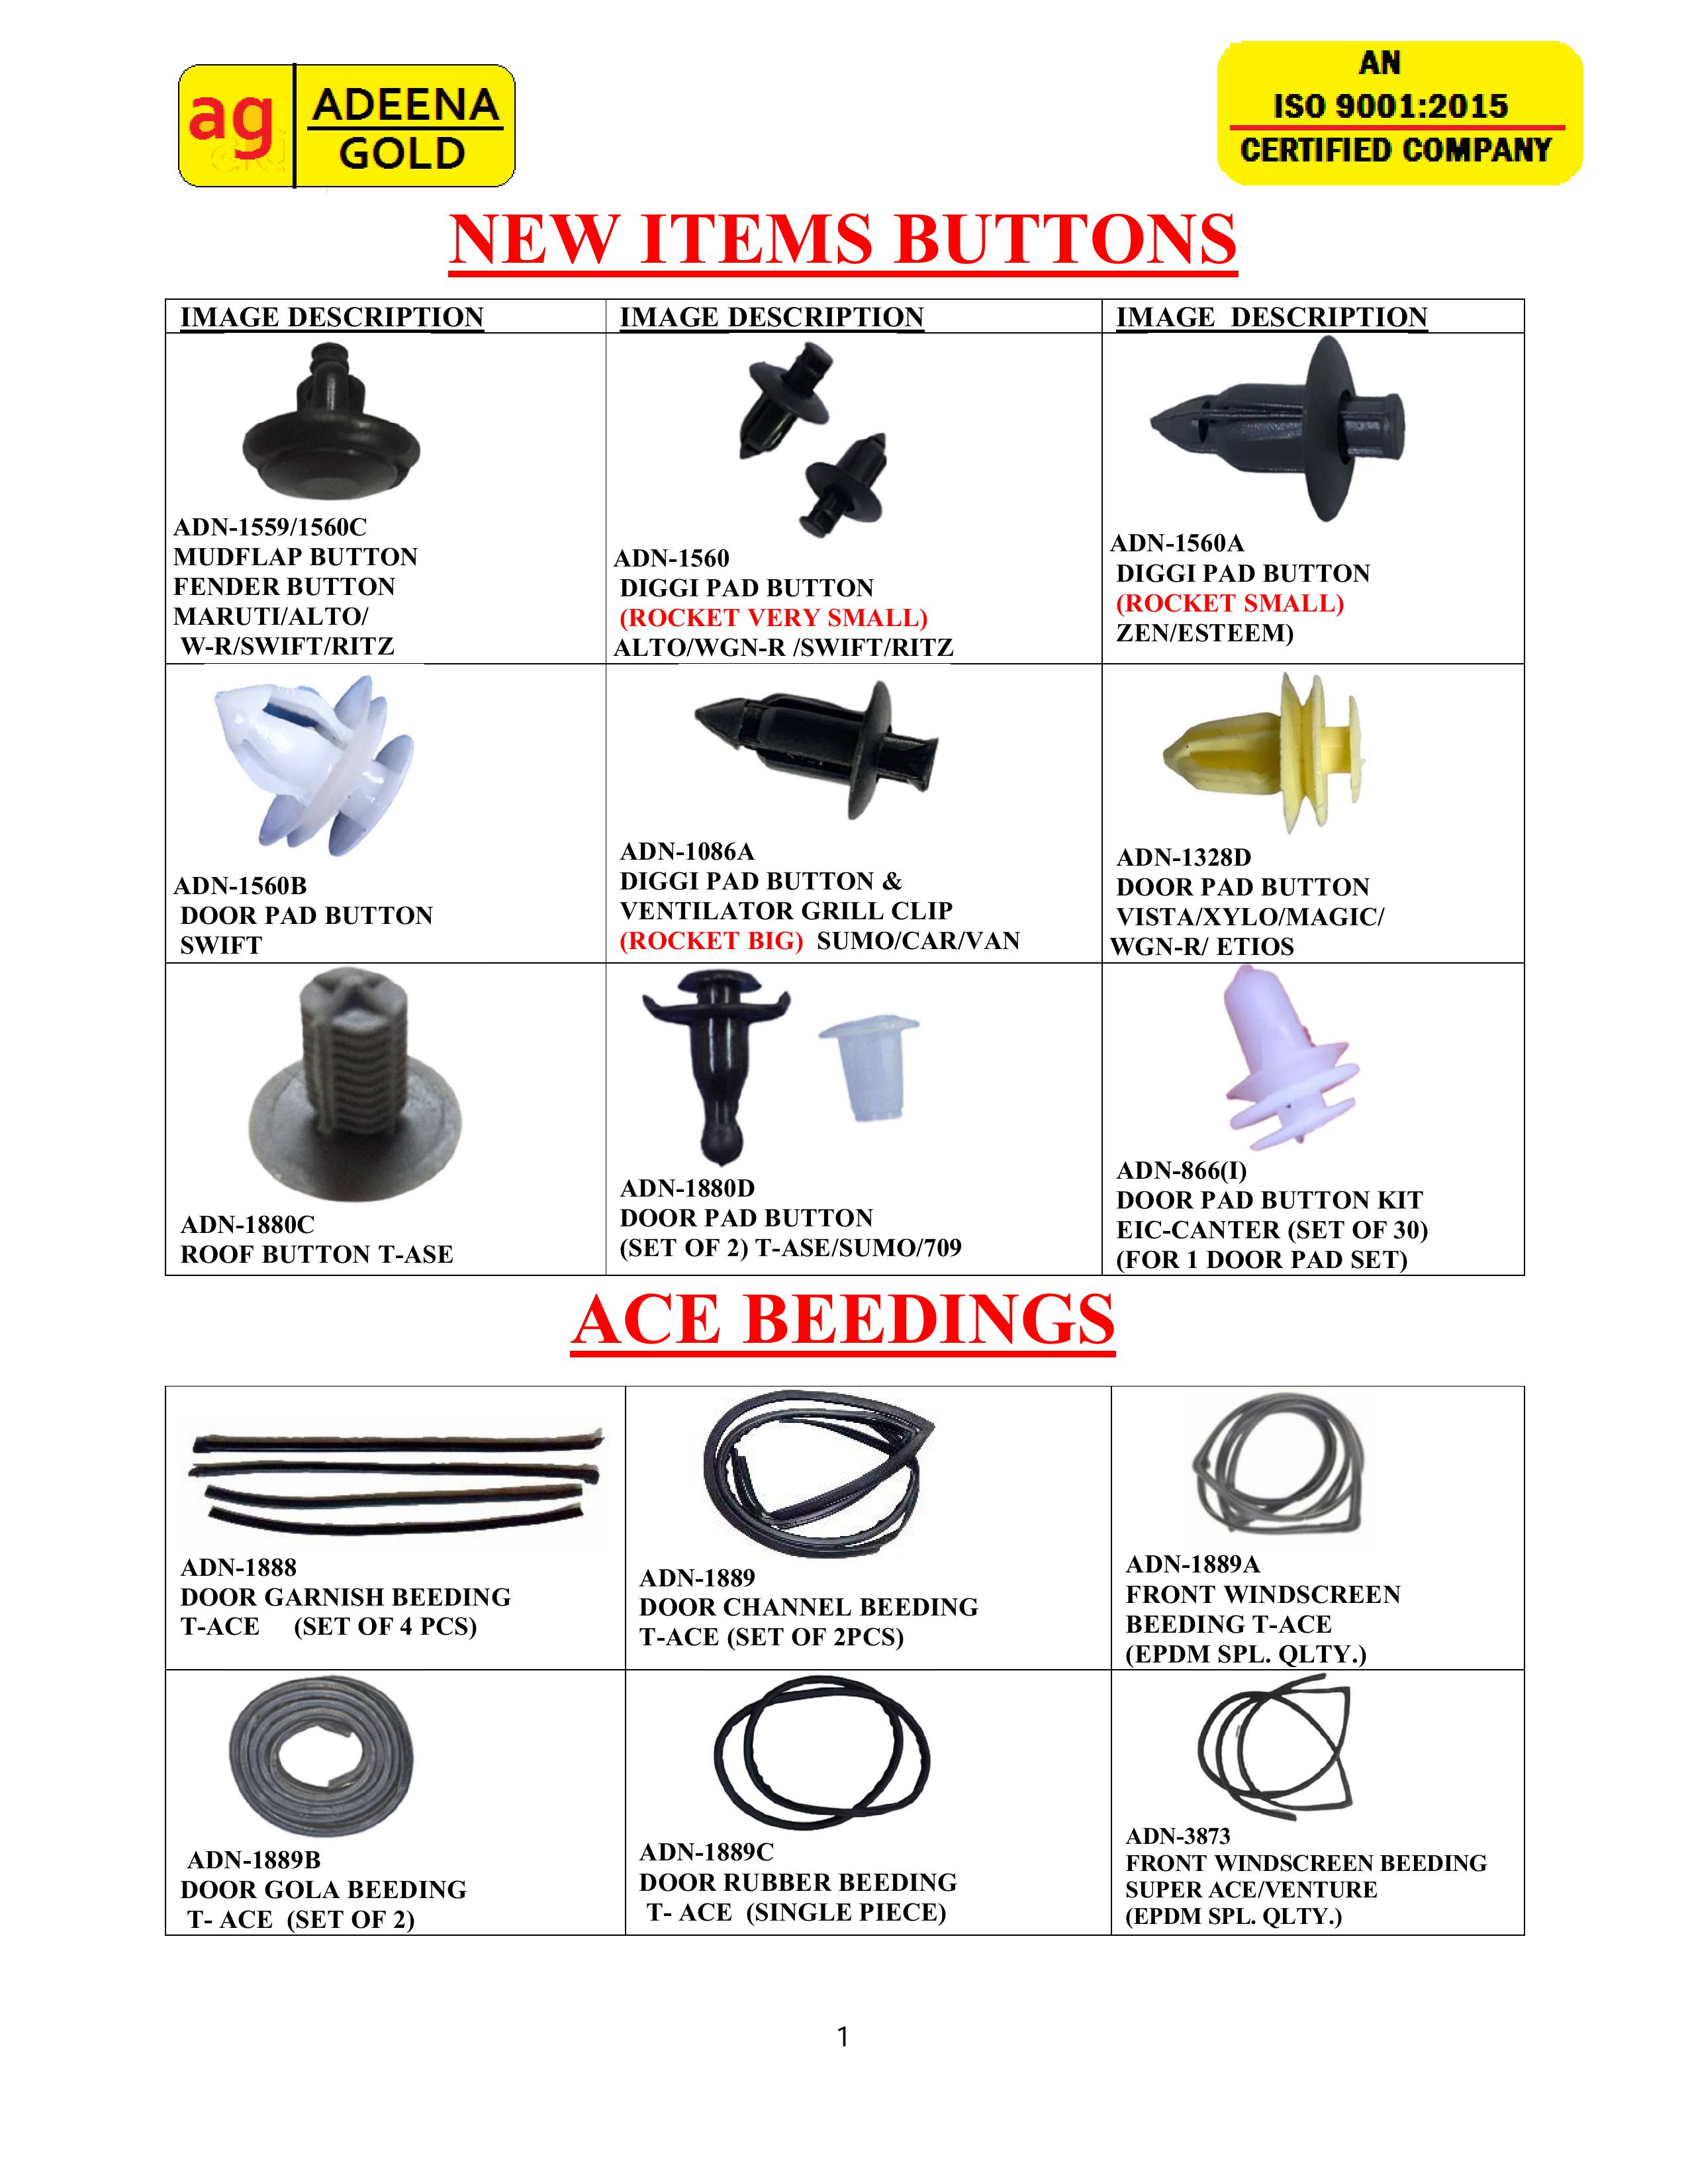 ag
ADEENA
GOLD
AN
ISO 9001:2015
CERTIFIED COMPANY
NEW ITEMS BUTTONS
IMAGE DESCRIPTION
IMAGE DESCRIPTION
IMAGE DESCRIPTION
ADN-1559/1560C
MUDFLAP BUTTON
FENDER BUTTON
MARUTI/ALTO/
W-R/SWIFT/RITZ
ADN-1560
DIGGI PAD BUTTON
(ROCKET VERY SMALL)
ALTO/WGN-R /SWIFT/RITZ
ADN-1560A
DIGGI PAD BUTTON
(ROCKET SMALL)
ZEN/ESTEEM)
ADN-1560B
DOOR PAD BUTTON
SWIFT
ADN-1086A
DIGGI PAD BUTTON &
VENTILATOR GRILL CLIP
(ROCKET BIG) SUMO/CAR/VAN
ADN-1328D
DOOR PAD BUTTON
VISTA/XYLO/MAGIC/
WGN-R/ ETIOS
ADN-1880C
ROOF BUTTON T-ASE
ADN-1880D
DOOR PAD BUTTON
(SET OF 2) T-ASE/SUMO/709
ADN-866(I)
DOOR PAD BUTTON KIT
EIC-CANTER (SET OF 30)
(FOR 1 DOOR PAD SET)
ACE BEEDINGS
ADN-1888
DOOR GARNISH BEEDING
T-ACE (SET OF 4 PCS)
ADN-1889
DOOR CHANNEL BEEDING
T-ACE (SET OF 2PCS)
ADN-1889A
FRONT WINDSCREEN
BEEDING T-ACE
(EPDM SPL. QLTY.)
ADN-1889B
DOOR GOLA BEEDING
T- ACE (SET OF 2)
ADN-1889C
DOOR RUBBER BEEDING
T- ACE (SINGLE PIECE)
ADN-3873
FRONT WINDSCREEN BEEDING
SUPER ACE/VENTURE
(EPDM SPL. QLTY.)
1